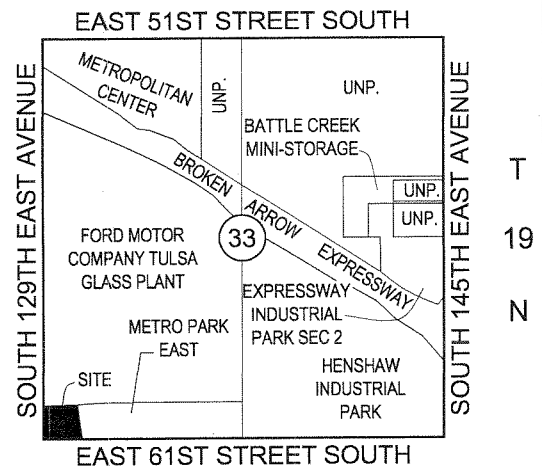 EAST 51ST STREET SOUTH
SOUTH 129TH EAST AVENUE
METROPOLITAN
CENTER
UNP.
UNP.
BATTLE CREEK
MINI-STORAGE
UNP.
UNP.
BROKEN ARROW EXPRESSWAY
33
FORD MOTOR
COMPANY TULSA
GLASS PLANT
EXPRESSWAY
INDUSTRIAL
PARK SEC 2
METRO PARK
EAST
HENSHAW
INDUSTRIAL
PARK
SITE
SOUTH 145TH EAST AVENUE
T
19
N
EAST 61ST STREET SOUTH